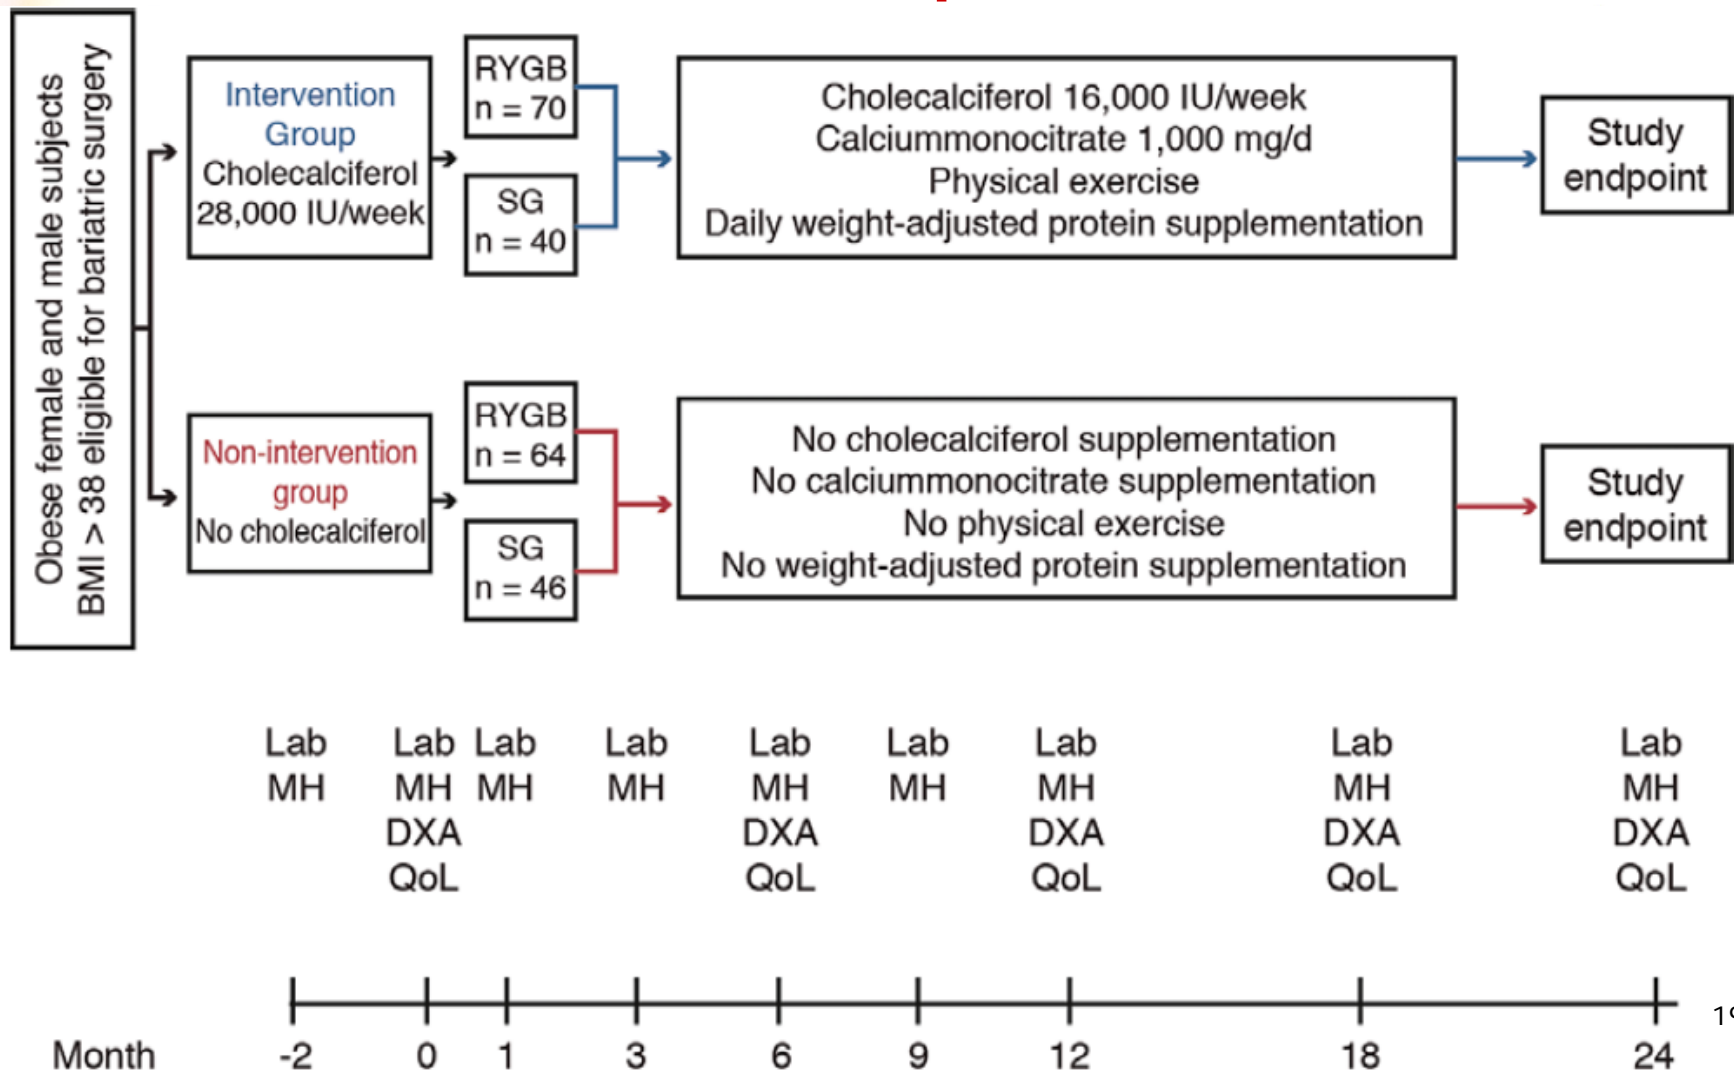 Obese female and male subjects
BMI > 38 eligible for bariatric surgery
Intervention
Group
Cholecalciferol
28,000 IU/week
RYGB
n = 70
SG
n = 40
Cholecalciferol 16,000 IU/week
Calciummonocitrate 1,000 mg/d
Physical exercise
Daily weight-adjusted protein supplementation
Study
endpoint
Non-intervention
group
No cholecalciferol
RYGB
n = 64
SG
n = 46
No cholecalciferol supplementation
No calciummonocitrate supplementation
No physical exercise
No weight-adjusted protein supplementation
Study
endpoint
Lab Lab Lab Lab Lab Lab Lab Lab Lab
MH MH MH MH MH MH MH MH MH
DXA DXA DXA DXA DXA
QoL QoL QoL QoL QoL
Month -2 0 1 3 6 9 12 18 24